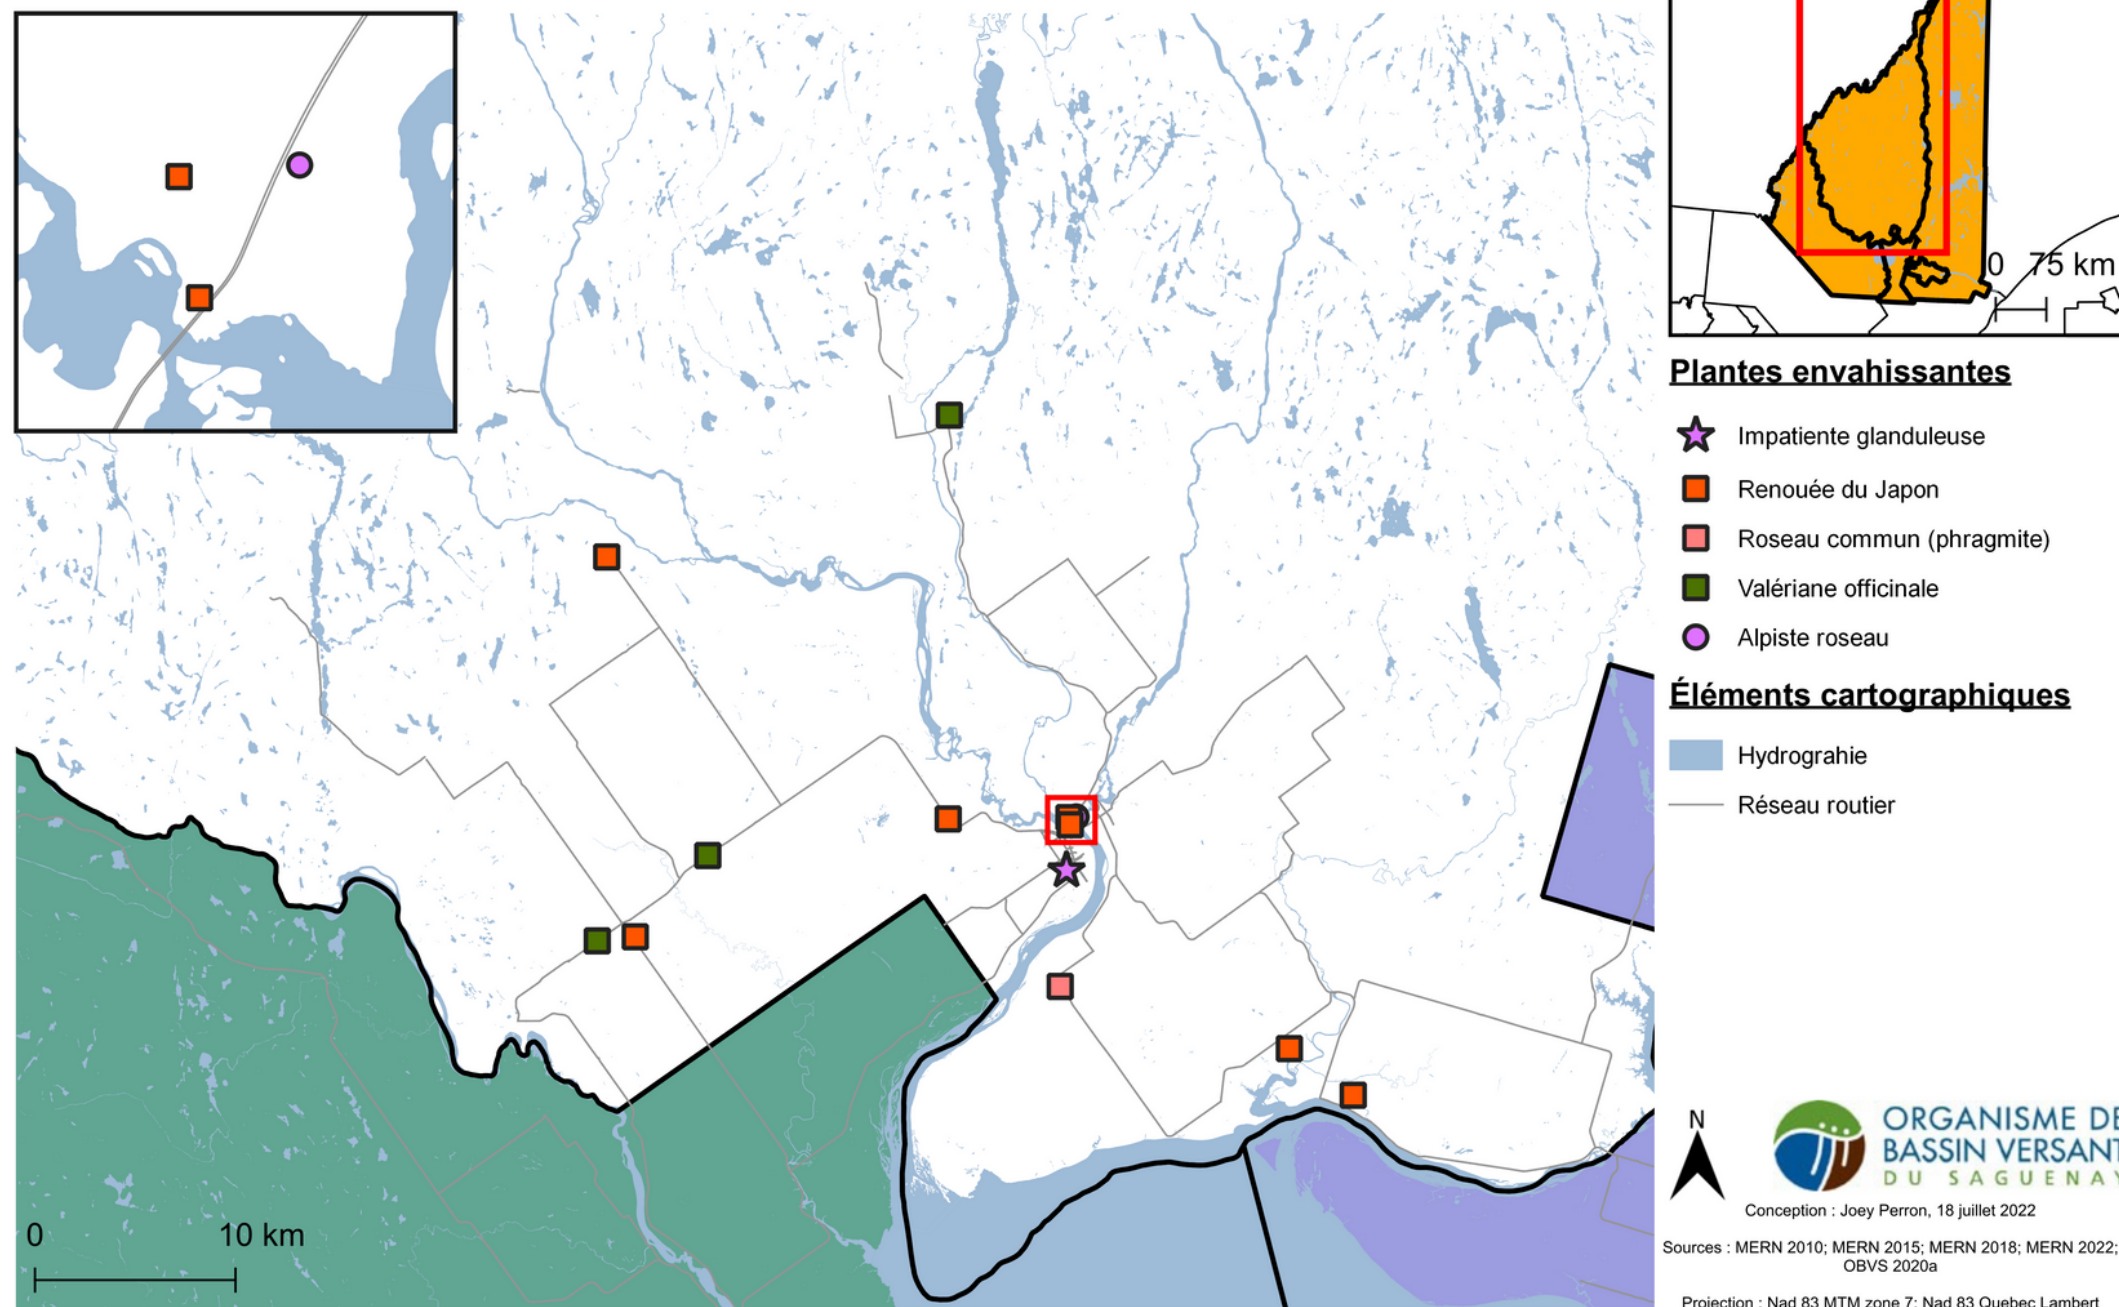 0 75 km
Plantes envahissantes
Impatiente glanduleuse
Renouée du Japon
Roseau commun (phragmite)
Valériane officinale
Alpiste roseau
Éléments cartographiques
Hydrograhie
Réseau routier
N
ORGANISME DE
BASSIN VERSANT
DU SAGUENAY
Conception : Joey Perron, 18 juillet 2022
Sources : MERN 2010; MERN 2015; MERN 2018; MERN 2022;
OBVS 2020a
Projection : Nad 83 MTM zone 7; Nad 83 Quebec Lambert
0 10 km